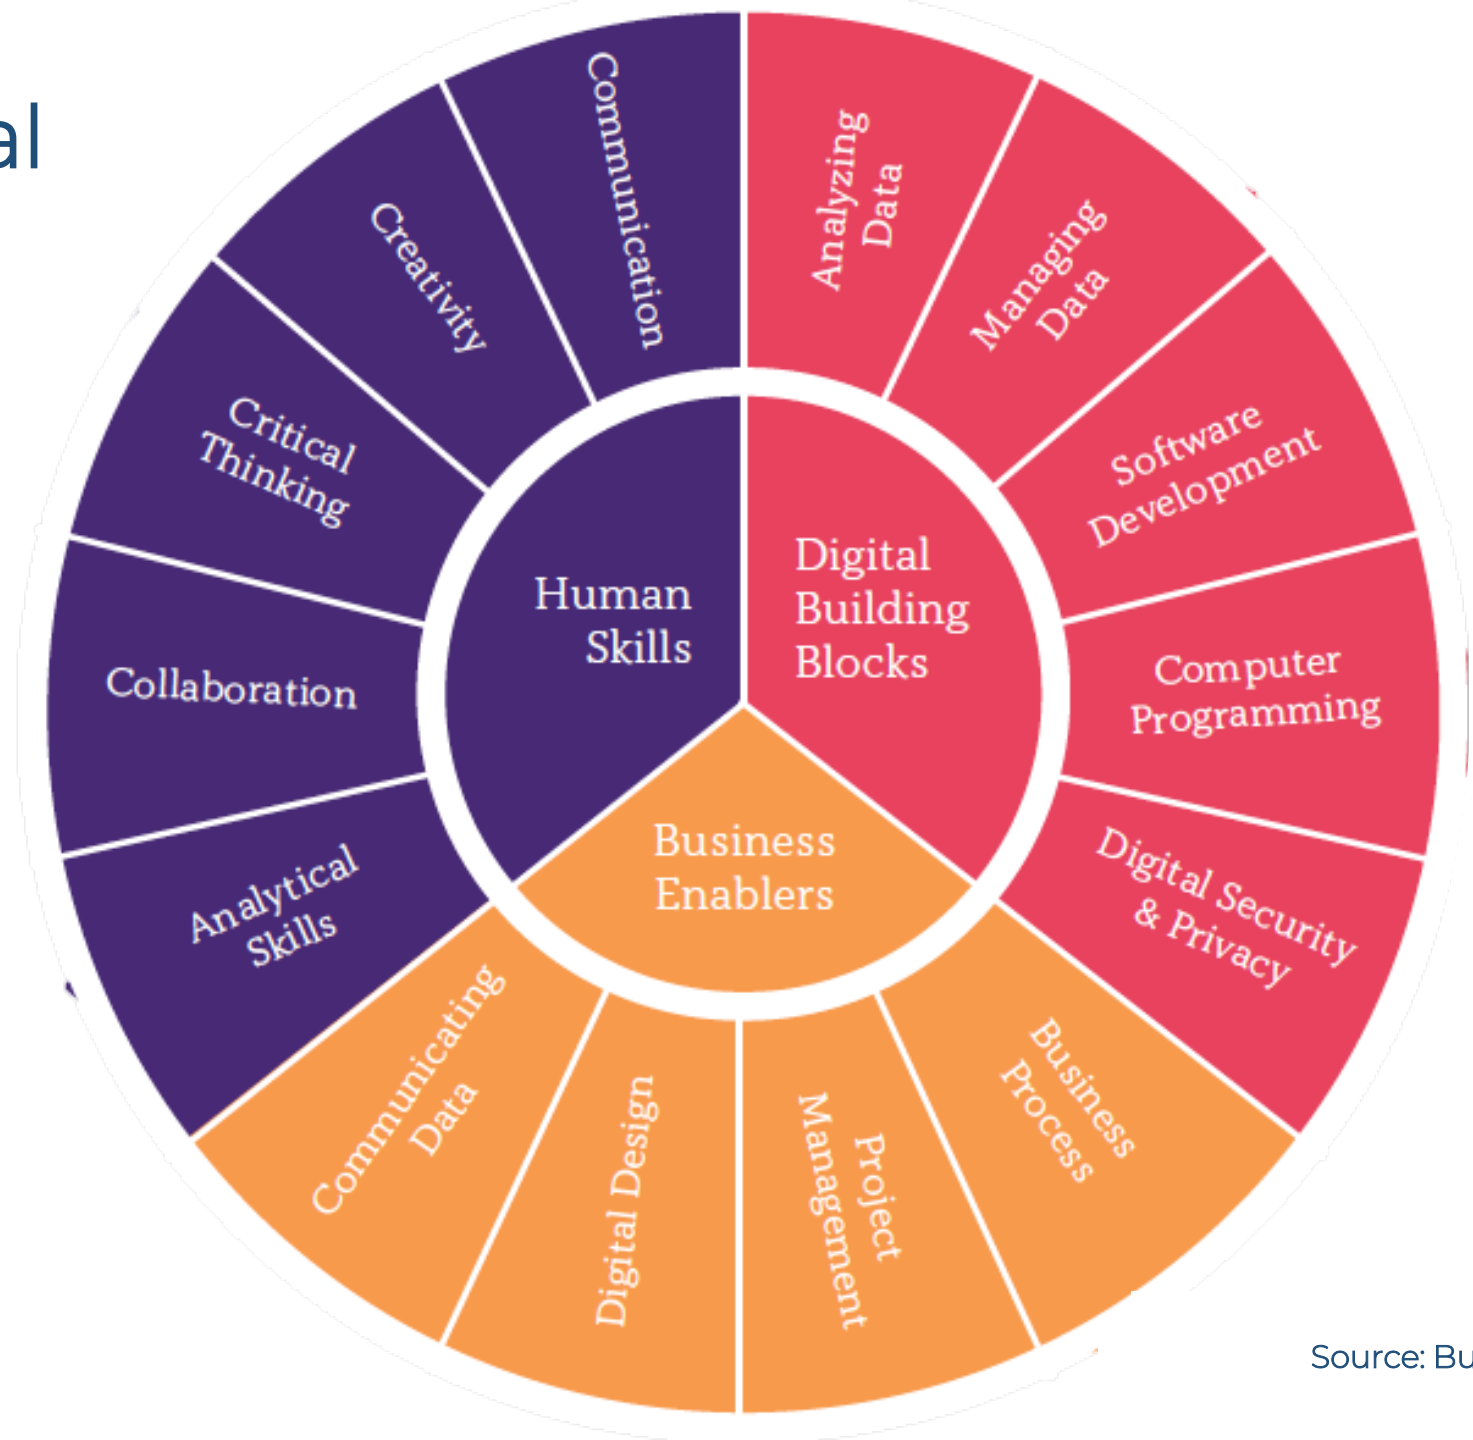 al
Communication
Creativity
Critical
Thinking
Collaboration
Analytical
Skills
Analyzing
Data
Managing
Data
Software
Development
Computer
Programming
Digital Security
& Privacy
Human
Skills
Digital
Building
Blocks
Business
Enablers
Communicating
Data
Digital Design
Project
Management
Business
Process
Source: Bu